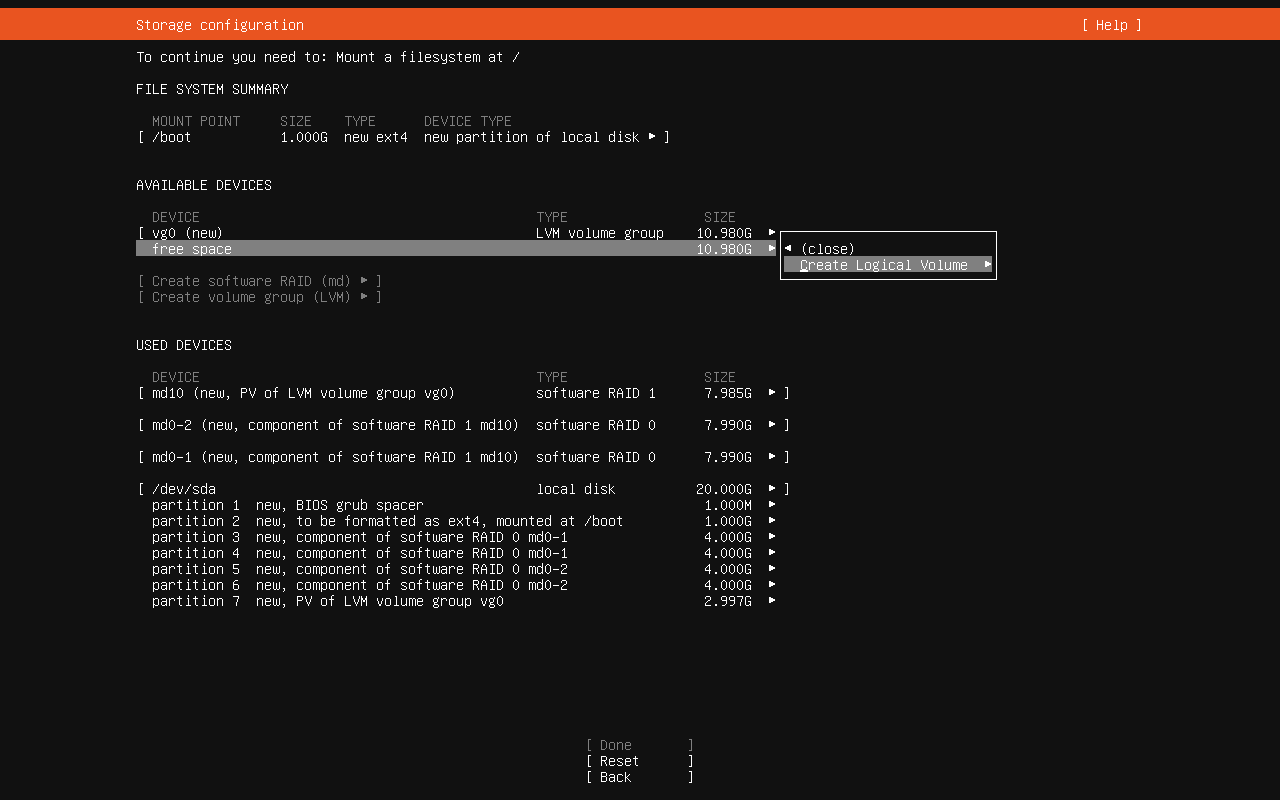 Storage configuration [ Help ]
To continue you need to: Mount a filesystem at /
FILE SYSTEM SUMMARY
MOUNT POINT SIZE TYPE DEVICE TYPE
[ /boot 1.000G new ext4 new partition of local disk ▸ ]
AVAILABLE DEVICES
DEVICE TYPE SIZE
[ vg0 (new) LVM volume group 10.980G ▸
free space 10.980G ▸
◂ (close)
Create Logical Volume ▸
[ Create software RAID (md) ▸ ]
[ Create volume group (LVM) ▸ ]
USED DEVICES
DEVICE TYPE SIZE
[ md10 (new, PV of LVM volume group vg0) software RAID 1 7.985G ▸ ]
[ md0-2 (new, component of software RAID 1 md10) software RAID 0 7.990G ▸ ]
[ md0-1 (new, component of software RAID 1 md10) software RAID 0 7.990G ▸ ]
[ /dev/sda local disk 20.000G ▸ ]
partition 1 new, BIOS grub spacer 1.000M ▸
partition 2 new, to be formatted as ext4, mounted at /boot 1.000G ▸
partition 3 new, component of software RAID 0 md0-1 4.000G ▸
partition 4 new, component of software RAID 0 md0-1 4.000G ▸
partition 5 new, component of software RAID 0 md0-2 4.000G ▸
partition 6 new, component of software RAID 0 md0-2 4.000G ▸
partition 7 new, PV of LVM volume group vg0 2.997G ▸
[ Done ]
[ Reset ]
[ Back ]